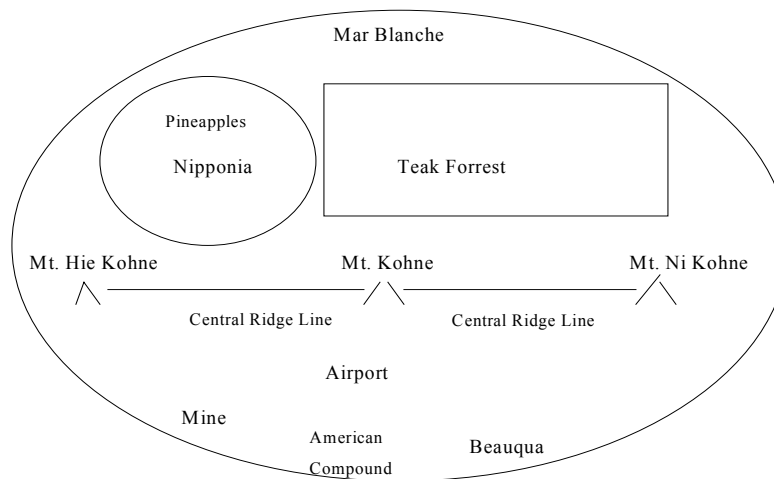 Mar Blanche
Pineapples
Nipponia
Teak Forrest
Mt. Hie Kohne
Mt. Kohne
Mt. Ni Kohne
Central Ridge Line
Central Ridge Line
Airport
Mine
American
Compound
Beauqua